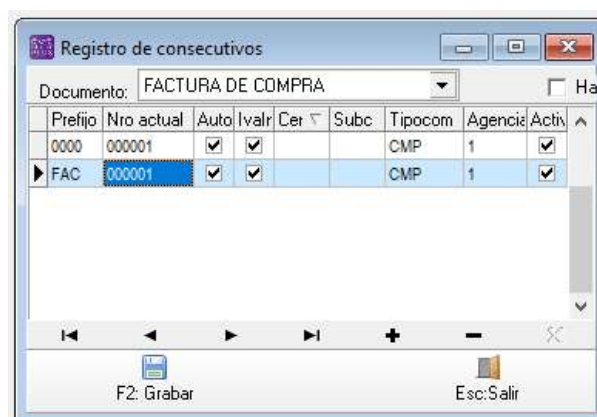 Registro de consecutivos
Documento: FACTURA DE COMPRA Ha
Prefijo Nro actual Auto Ivalr Cer Subc Tipocom Agencia Activ
0000 000001 CMP 1
FAC 000001 CMP 1
F2: Grabar Esc:Salir